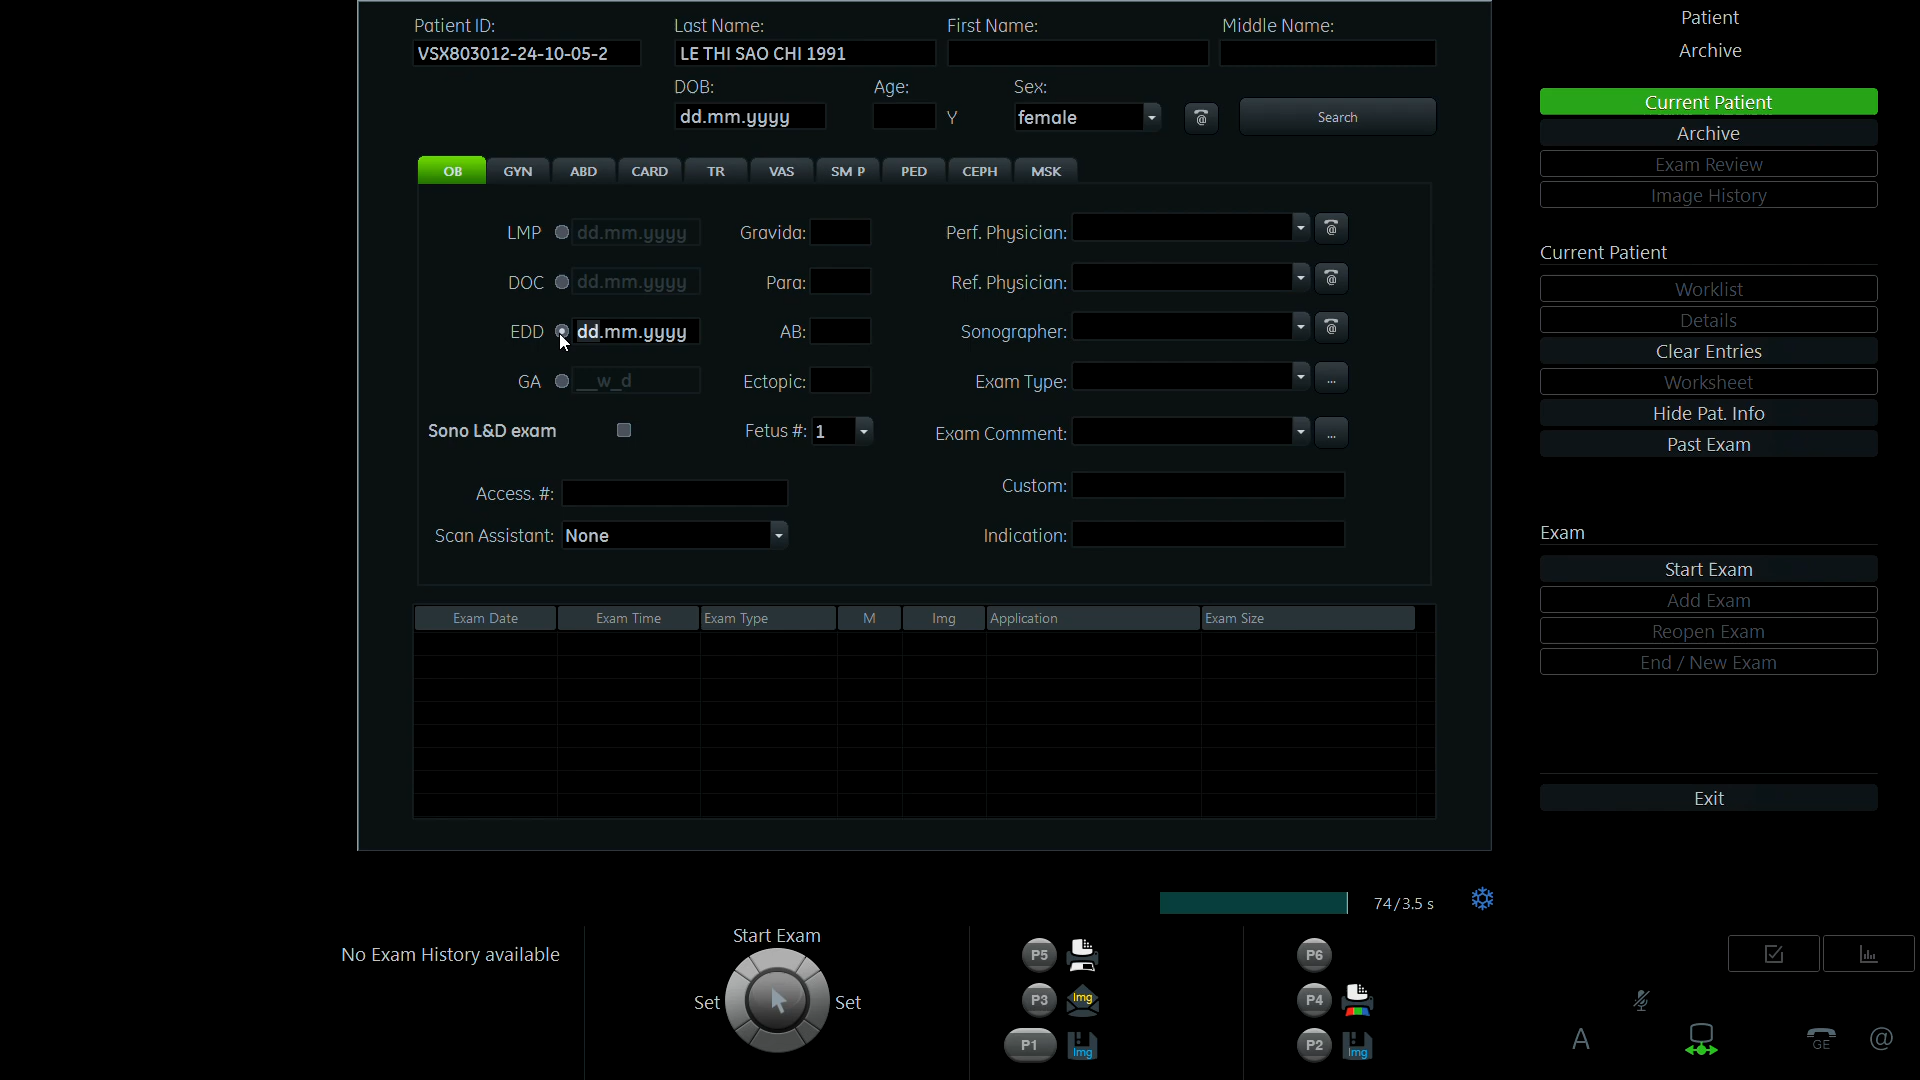 Patient ID: Last Name: First Name: Middle Name:
VSX803012-24-10-05-2 LE THI SAO CHI 1991
DOB: Age: Sex:
dd.mm.yyyy Y female Search
OB GYN ABD CARD TR VAS SM P PED CEPH MSK
LMP dd.mm.yyyy Gravida: Perf. Physician:
DOC dd.mm.yyyy Para: Ref. Physician:
EDD dd.mm.yyyy AB: Sonographer:
GA __w_d Ectopic: Exam Type: ...
Sono L&D exam Fetus #: 1 Exam Comment: ...
Access. #: Custom:
Scan Assistant: None Indication:
Exam Date Exam Time Exam Type M Img Application Exam Size
Patient
Archive
Current Patient
Archive
Exam Review
Image History
Current Patient
Worklist
Details
Clear Entries
Worksheet
Hide Pat. Info
Past Exam
Exam
Start Exam
Add Exam
Reopen Exam
End / New Exam
Exit
74/3.5 s
No Exam History available
Start Exam
Set Set
P5 P6
P3 Img P4
P1 Img P2 Img
A GE @